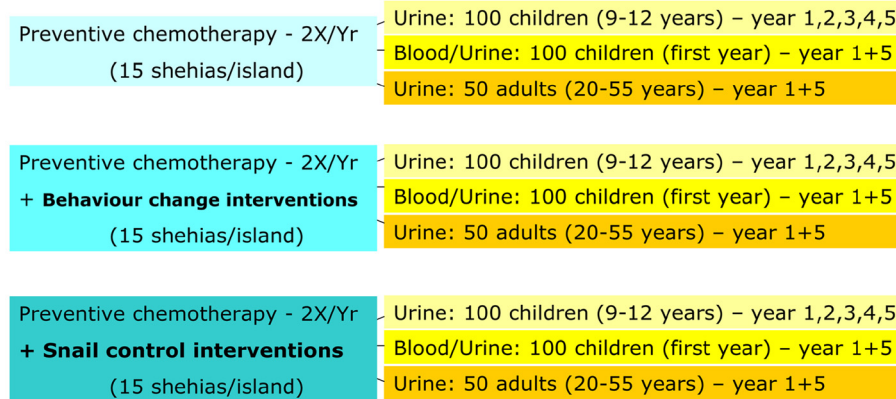 Preventive chemotherapy - 2X/Yr
(15 shehias/island)
Urine: 100 children (9-12 years) – year 1,2,3,4,5
Blood/Urine: 100 children (first year) – year 1+5
Urine: 50 adults (20-55 years) – year 1+5
Preventive chemotherapy - 2X/Yr
+ Behaviour change interventions
(15 shehias/island)
Urine: 100 children (9-12 years) – year 1,2,3,4,5
Blood/Urine: 100 children (first year) – year 1+5
Urine: 50 adults (20-55 years) – year 1+5
Preventive chemotherapy - 2X/Yr
+ Snail control interventions
(15 shehias/island)
Urine: 100 children (9-12 years) – year 1,2,3,4,5
Blood/Urine: 100 children (first year) – year 1+5
Urine: 50 adults (20-55 years) – year 1+5